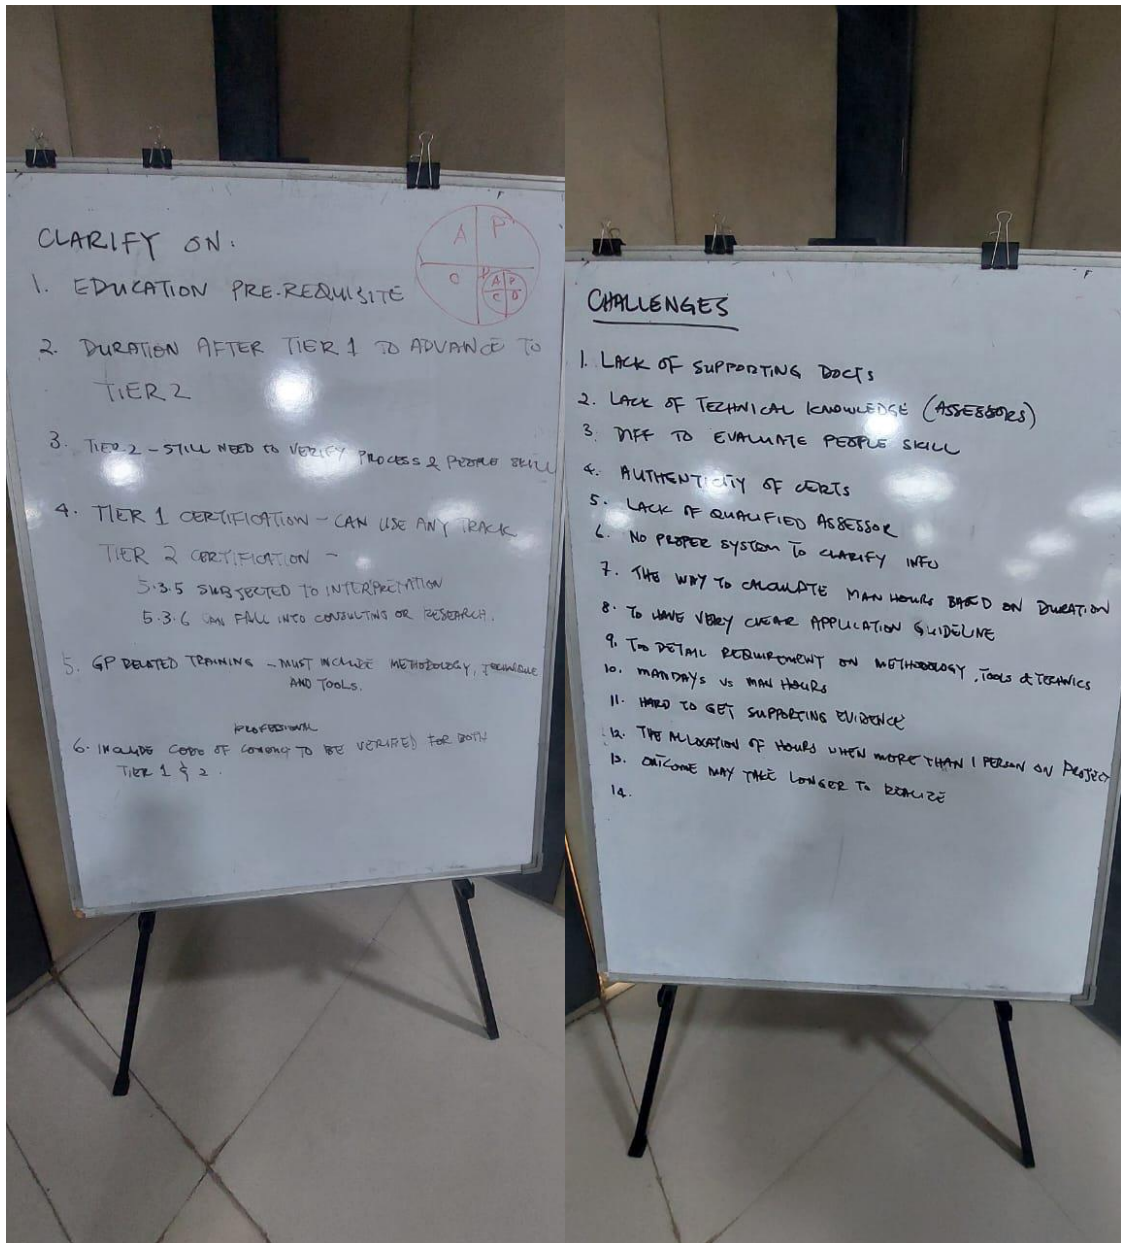 CLARIFY ON:
1. EDUCATION PRE-REQUISITE
2. DURATION AFTER TIER 1 TO ADVANCE TO
TIER 2
3. TIER 2 - STILL NEED TO VERIFY PROCESS & PEOPLE SKILL
4. TIER 1 CERTIFICATION - CAN USE ANY TRACK
TIER 2 CERTIFICATION -
5.3.5 SUBJECTED TO INTERPRETATION
5.3.6 CAN FALL INTO CONSULTING OR RESEARCH.
5. GP RELATED TRAINING - MUST INCLUDE METHODOLOGY, TECHNIQUE
AND TOOLS.
PROFESSIONAL
6. INCLUDE CODE OF TO BE VERIFIED FOR BOTH
TIER 1 & 2.
A P
C D
A P
C D
CHALLENGES
1. LACK OF SUPPORTING DOCTS
2. LACK OF TECHNICAL KNOWLEDGE (ASSESSORS)
3. DIFF TO EVALUATE PEOPLE SKILL
4. AUTHENTICITY OF CERTS
5. LACK OF QUALIFIED ASSESSOR
6. NO PROPER SYSTEM TO CLARIFY INFO
7. THE WAY TO CALCULATE MAN HOURS BASED ON DURATION
8. TO HAVE VERY CLEAR APPLICATION GUIDELINE
9. TOO DETAIL REQUIREMENT ON METHODOLOGY, TOOLS & TECHNICS
10. MANDAYS VS MAN HOURS
11. HARD TO GET SUPPORTING EVIDENCE
12. THE ALLOCATION OF HOURS WHEN MORE THAN 1 PERSON ON PROJECT
13. OUTCOME MAY TAKE LONGER TO REALIZE
14.